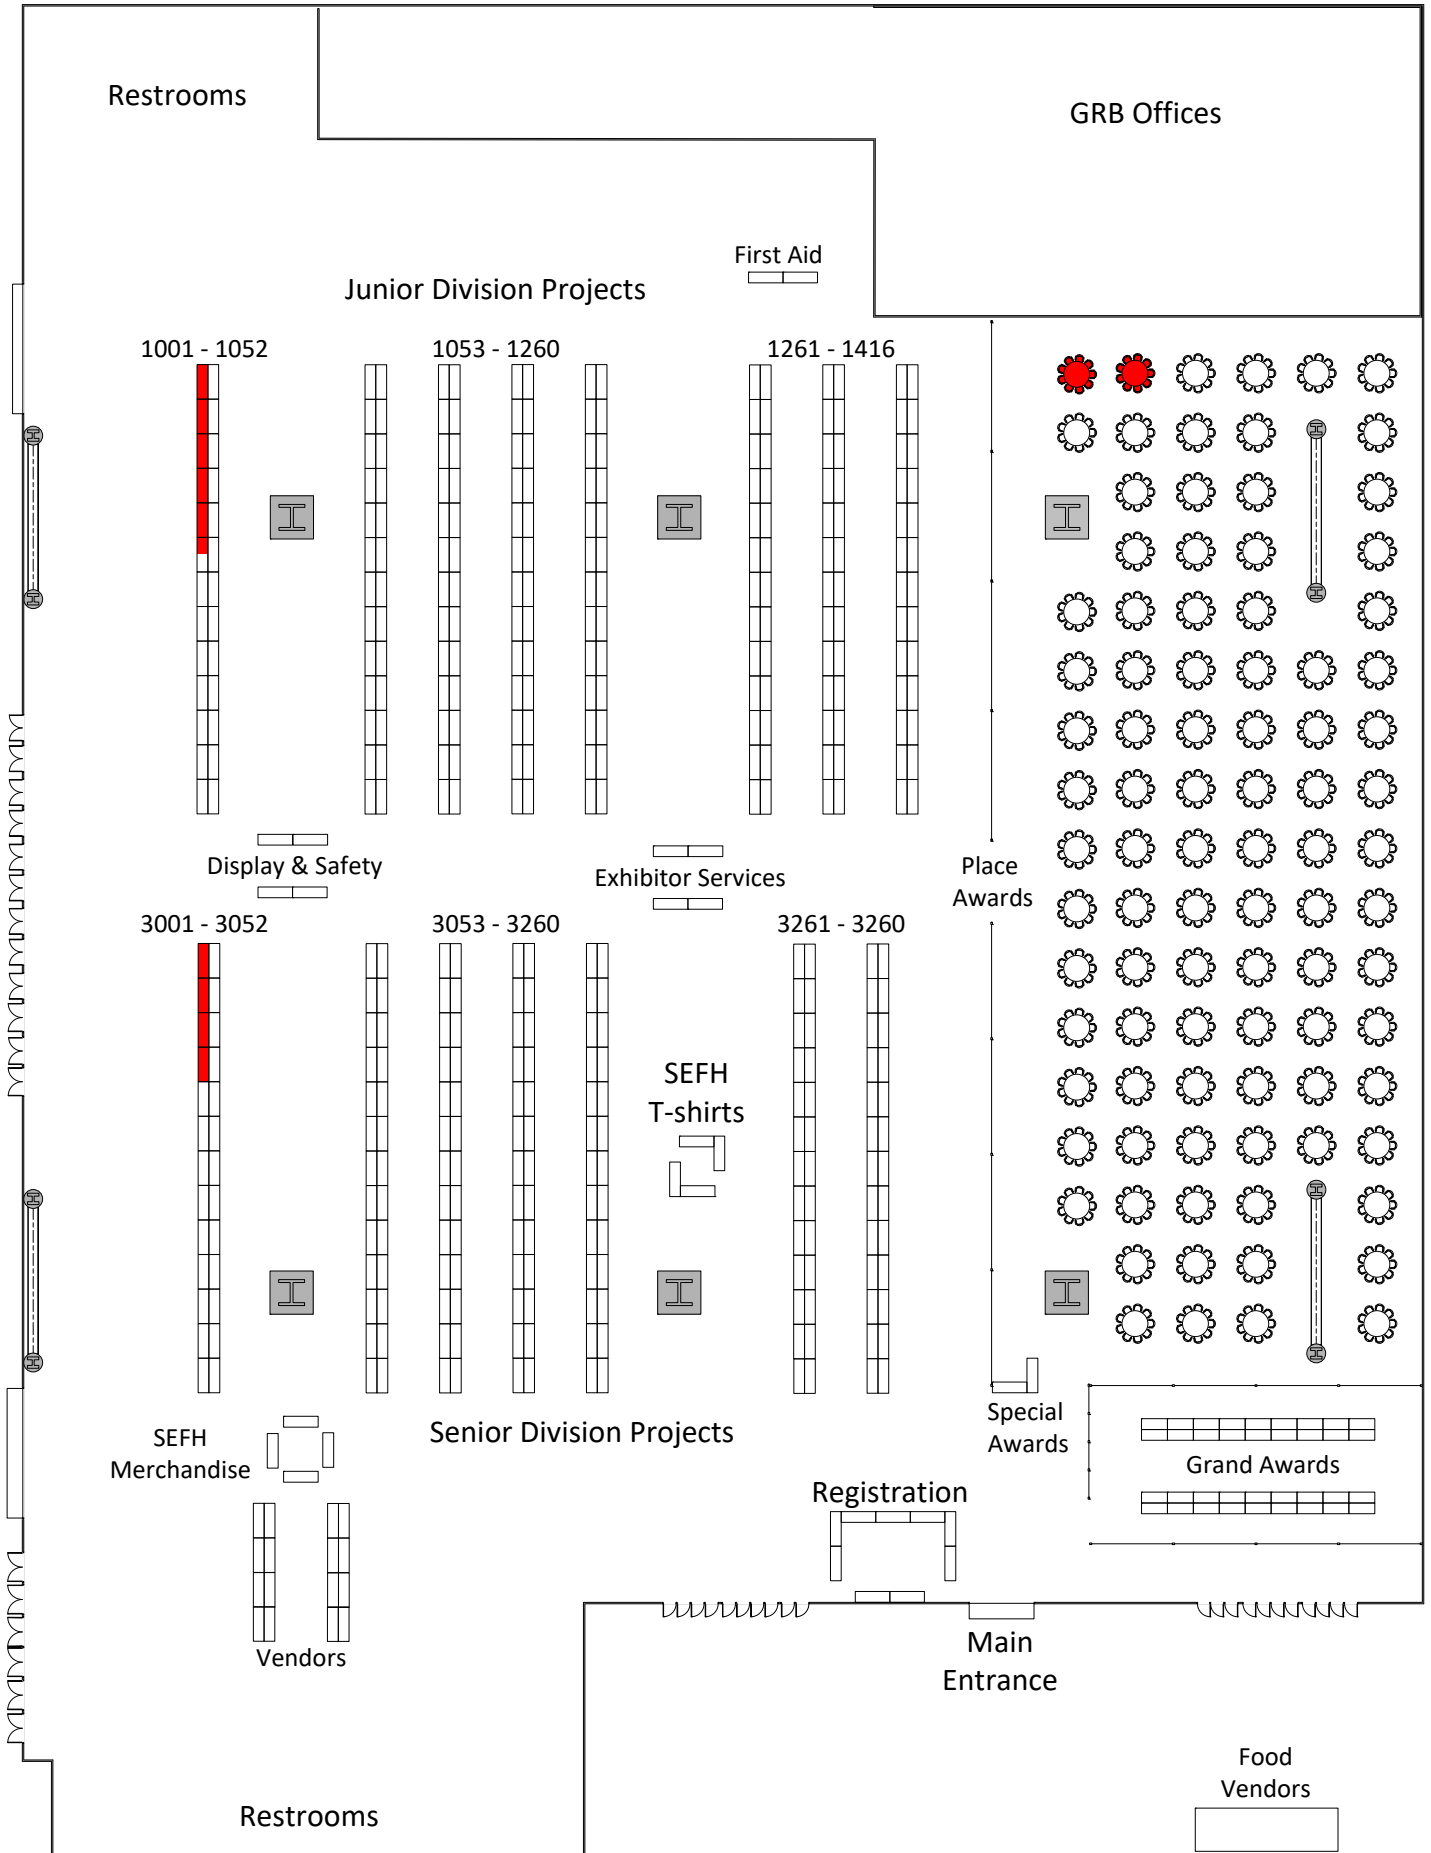 Restrooms
GRB Offices
First Aid
Junior Division Projects
1001 - 1052
1053 - 1260
1261 - 1416
Display & Safety
Exhibitor Services
Place
Awards
3001 - 3052
3053 - 3260
3261 - 3260
SEFH
T-shirts
Senior Division Projects
SEFH
Merchandise
Special
Awards
Grand Awards
Registration
Vendors
Main
Entrance
Food
Vendors
Restrooms